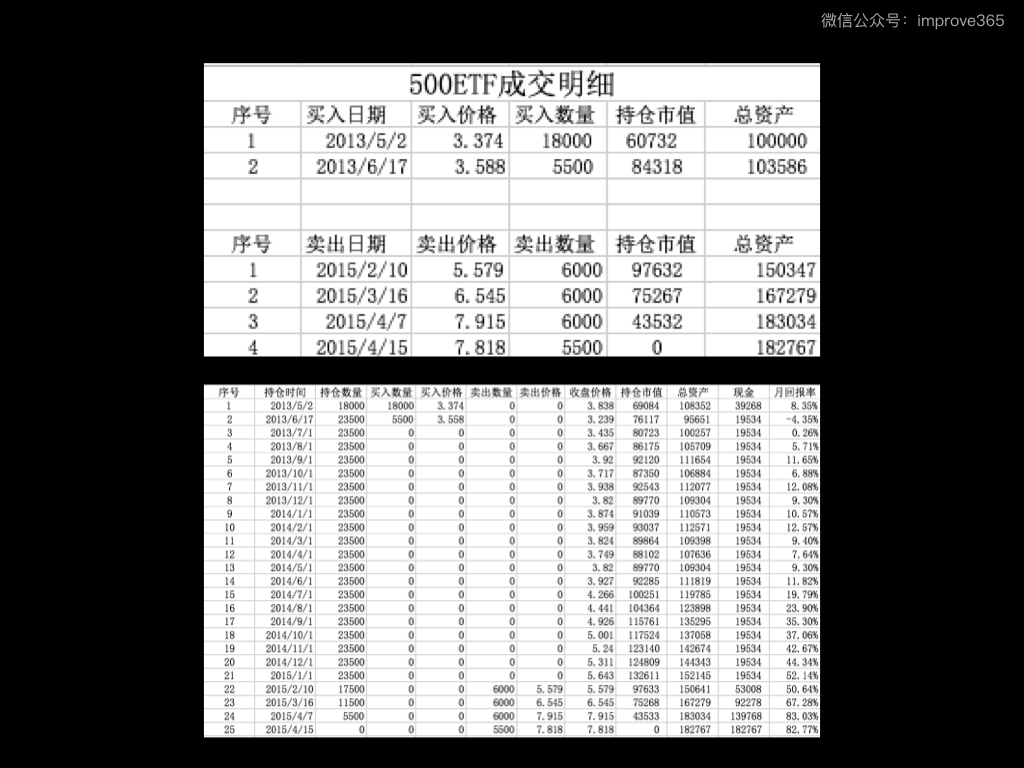 微信公众号：improve365
500ETF成交明细
序号 买入日期 买入价格 买入数量 持仓市值 总资产
1 2013/5/2 3.374 18000 60732 100000
2 2013/6/17 3.588 5500 84318 103586
序号 卖出日期 卖出价格 卖出数量 持仓市值 总资产
1 2015/2/10 5.579 6000 97632 150347
2 2015/3/16 6.545 6000 75267 167279
3 2015/4/7 7.915 6000 43532 183034
4 2015/4/15 7.818 5500 0 182767
序号 持仓时间 持仓数量 买入数量 买入价格 卖出数量 卖出价格 收盘价格 持仓市值 总资产 现金 月回报率
1 2013/5/2 18000 18000 3.374 0 0 3.838 69084 108352 39268 8.35%
2 2013/6/17 23500 5500 3.558 0 0 3.239 76117 95651 19534 -4.35%
3 2013/7/1 23500 0 0 0 0 3.435 80723 100257 19534 0.26%
4 2013/8/1 23500 0 0 0 0 3.667 86175 105709 19534 5.71%
5 2013/9/1 23500 0 0 0 0 3.92 92120 111654 19534 11.65%
6 2013/10/1 23500 0 0 0 0 3.717 87350 106884 19534 6.88%
7 2013/11/1 23500 0 0 0 0 3.938 92543 112077 19534 12.08%
8 2013/12/1 23500 0 0 0 0 3.82 89770 109304 19534 9.30%
9 2014/1/1 23500 0 0 0 0 3.874 91039 110573 19534 10.57%
10 2014/2/1 23500 0 0 0 0 3.959 93037 112571 19534 12.57%
11 2014/3/1 23500 0 0 0 0 3.824 89864 109398 19534 9.40%
12 2014/4/1 23500 0 0 0 0 3.749 88102 107636 19534 7.64%
13 2014/5/1 23500 0 0 0 0 3.82 89770 109304 19534 9.30%
14 2014/6/1 23500 0 0 0 0 3.927 92285 111819 19534 11.82%
15 2014/7/1 23500 0 0 0 0 4.266 100251 119785 19534 19.79%
16 2014/8/1 23500 0 0 0 0 4.441 104364 123898 19534 23.90%
17 2014/9/1 23500 0 0 0 0 4.926 115761 135295 19534 35.30%
18 2014/10/1 23500 0 0 0 0 5.001 117524 137058 19534 37.06%
19 2014/11/1 23500 0 0 0 0 5.24 123140 142674 19534 42.67%
20 2014/12/1 23500 0 0 0 0 5.311 124809 144343 19534 44.34%
21 2015/1/1 23500 0 0 0 0 5.643 132611 152145 19534 52.14%
22 2015/2/10 17500 0 0 6000 5.579 5.579 97633 150641 53008 50.64%
23 2015/3/16 11500 0 0 6000 6.545 6.545 75268 167279 92278 67.28%
24 2015/4/7 5500 0 0 6000 7.915 7.915 43533 183034 139768 83.03%
25 2015/4/15 0 0 0 5500 7.818 7.818 0 182767 182767 82.77%